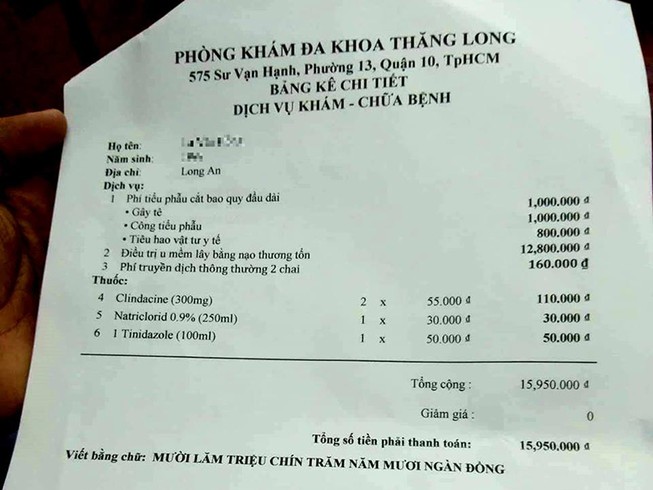 PHÒNG KHÁM ĐA KHOA THĂNG LONG
575 Sư Vạn Hạnh, Phường 13, Quận 10, TpHCM
BẢNG KÊ CHI TIẾT
DỊCH VỤ KHÁM - CHỮA BỆNH
Họ tên:
Năm sinh:
Địa chỉ: Long An
Dịch vụ:
1 Phí tiểu phẫu cắt bao quy đầu dài
• Gây tê 1,000.000 đ
• Công tiểu phẫu 1,000.000 đ
• Tiêu hao vật tư y tế 800.000 đ
2 Điều trị u mềm lây bằng nạo thương tổn 12,800.000 đ
3 Phí truyền dịch thông thường 2 chai 160.000 đ
Thuốc:
4 Clindacine (300mg) 2 x 55.000 đ 110.000 đ
5 Natriclorid 0.9% (250ml) 1 x 30.000 đ 30.000 đ
6 1 Tinidazole (100ml) 1 x 50.000 đ 50.000 đ
Tổng cộng : 15,950.000 đ
Giảm giá : 0
Tổng số tiền phải thanh toán: 15,950.000 đ
Viết bằng chữ: MƯỜI LĂM TRIỆU CHÍN TRĂM NĂM MƯƠI NGÀN ĐỒNG